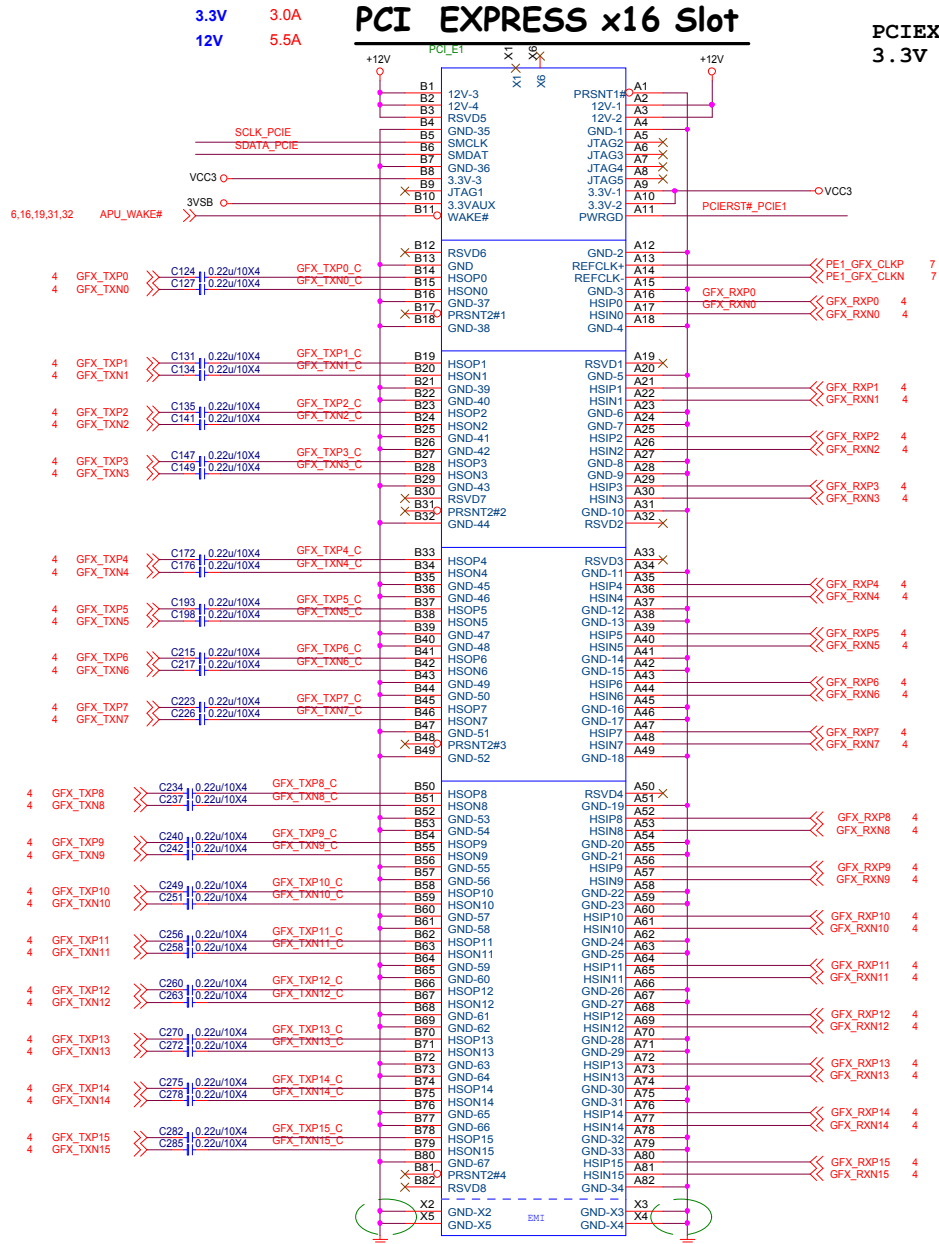 3.3V 3.0A PCI EXPRESS x16 Slot
12V 5.5A PCIEX
3.3V
PCI_E1 X1 X6
+12V X1 X6 +12V
B1 12V-3 PRSNT1# A1
B2 12V-4 12V-1 A2
B3 RSVD5 12V-2 A3
B4 GND-35 GND-1 A4
SCLK_PCIE B5 SMCLK JTAG2 A5
SDATA_PCIE B6 SMDAT JTAG3 A6
B7 GND-36 JTAG4 A7
VCC3 B8 3.3V-3 JTAG5 A8
B9 JTAG1 3.3V-1 A9 VCC3
3VSB B10 3.3VAUX 3.3V-2 A10
6,16,19,31,32 APU_WAKE# B11 WAKE# PWRGD A11 PCIERST#_PCIE1
B12 RSVD6 GND-2 A12
B13 GND REFCLK+ A13 PE1_GFX_CLKP 7
4 GFX_TXP0 C124 0.22u/10X4 GFX_TXP0_C B14 HSOP0 REFCLK- A14 PE1_GFX_CLKN 7
4 GFX_TXN0 C127 0.22u/10X4 GFX_TXN0_C B15 HSON0 GND-3 A15
B16 GND-37 HSIP0 A16 GFX_RXP0 GFX_RXP0 4
B17 PRSNT2#1 HSIN0 A17 GFX_RXN0 GFX_RXN0 4
B18 GND-38 GND-4 A18
4 GFX_TXP1 C131 0.22u/10X4 GFX_TXP1_C B19 HSOP1 RSVD1 A19
4 GFX_TXN1 C134 0.22u/10X4 GFX_TXN1_C B20 HSON1 GND-5 A20
B21 GND-39 HSIP1 A21 GFX_RXP1 4
B22 GND-40 HSIN1 A22 GFX_RXN1 4
4 GFX_TXP2 C135 0.22u/10X4 GFX_TXP2_C B23 HSOP2 GND-6 A23
4 GFX_TXN2 C141 0.22u/10X4 GFX_TXN2_C B24 HSON2 GND-7 A24
B25 GND-41 HSIP2 A25 GFX_RXP2 4
B26 GND-42 HSIN2 A26 GFX_RXN2 4
4 GFX_TXP3 C147 0.22u/10X4 GFX_TXP3_C B27 HSOP3 GND-8 A27
4 GFX_TXN3 C149 0.22u/10X4 GFX_TXN3_C B28 HSON3 GND-9 A28
B29 GND-43 HSIP3 A29 GFX_RXP3 4
B30 RSVD7 HSIN3 A30 GFX_RXN3 4
B31 PRSNT2#2 GND-10 A31
B32 GND-44 RSVD2 A32
4 GFX_TXP4 C172 0.22u/10X4 GFX_TXP4_C B33 HSOP4 RSVD3 A33
4 GFX_TXN4 C176 0.22u/10X4 GFX_TXN4_C B34 HSON4 GND-11 A34
B35 GND-45 HSIP4 A35 GFX_RXP4 4
B36 GND-46 HSIN4 A36 GFX_RXN4 4
4 GFX_TXP5 C193 0.22u/10X4 GFX_TXP5_C B37 HSOP5 GND-12 A37
4 GFX_TXN5 C198 0.22u/10X4 GFX_TXN5_C B38 HSON5 GND-13 A38
B39 GND-47 HSIP5 A39 GFX_RXP5 4
B40 GND-48 HSIN5 A40 GFX_RXN5 4
4 GFX_TXP6 C215 0.22u/10X4 GFX_TXP6_C B41 HSOP6 GND-14 A41
4 GFX_TXN6 C217 0.22u/10X4 GFX_TXN6_C B42 HSON6 GND-15 A42
B43 GND-49 HSIP6 A43 GFX_RXP6 4
B44 GND-50 HSIN6 A44 GFX_RXN6 4
4 GFX_TXP7 C223 0.22u/10X4 GFX_TXP7_C B45 HSOP7 GND-16 A45
4 GFX_TXN7 C226 0.22u/10X4 GFX_TXN7_C B46 HSON7 GND-17 A46
B47 GND-51 HSIP7 A47 GFX_RXP7 4
B48 PRSNT2#3 HSIN7 A48 GFX_RXN7 4
B49 GND-52 GND-18 A49
4 GFX_TXP8 C234 0.22u/10X4 GFX_TXP8_C B50 HSOP8 RSVD4 A50
4 GFX_TXN8 C237 0.22u/10X4 GFX_TXN8_C B51 HSON8 GND-19 A51
B52 GND-53 HSIP8 A52 GFX_RXP8 4
B53 GND-54 HSIN8 A53 GFX_RXN8 4
4 GFX_TXP9 C240 0.22u/10X4 GFX_TXP9_C B54 HSOP9 GND-20 A54
4 GFX_TXN9 C242 0.22u/10X4 GFX_TXN9_C B55 HSON9 GND-21 A55
B56 GND-55 HSIP9 A56 GFX_RXP9 4
B57 GND-56 HSIN9 A57 GFX_RXN9 4
4 GFX_TXP10 C249 0.22u/10X4 GFX_TXP10_C B58 HSOP10 GND-22 A58
4 GFX_TXN10 C251 0.22u/10X4 GFX_TXN10_C B59 HSON10 GND-23 A59
B60 GND-57 HSIP10 A60 GFX_RXP10 4
B61 GND-58 HSIN10 A61 GFX_RXN10 4
4 GFX_TXP11 C256 0.22u/10X4 GFX_TXP11_C B62 HSOP11 GND-24 A62
4 GFX_TXN11 C258 0.22u/10X4 GFX_TXN11_C B63 HSON11 GND-25 A63
B64 GND-59 HSIP11 A64 GFX_RXP11 4
B65 GND-60 HSIN11 A65 GFX_RXN11 4
4 GFX_TXP12 C260 0.22u/10X4 GFX_TXP12_C B66 HSOP12 GND-26 A66
4 GFX_TXN12 C263 0.22u/10X4 GFX_TXN12_C B67 HSON12 GND-27 A67
B68 GND-61 HSIP12 A68 GFX_RXP12 4
B69 GND-62 HSIN12 A69 GFX_RXN12 4
4 GFX_TXP13 C270 0.22u/10X4 GFX_TXP13_C B70 HSOP13 GND-28 A70
4 GFX_TXN13 C272 0.22u/10X4 GFX_TXN13_C B71 HSON13 GND-29 A71
B72 GND-63 HSIP13 A72 GFX_RXP13 4
B73 GND-64 HSIN13 A73 GFX_RXN13 4
4 GFX_TXP14 C275 0.22u/10X4 GFX_TXP14_C B74 HSOP14 GND-30 A74
4 GFX_TXN14 C278 0.22u/10X4 GFX_TXN14_C B75 HSON14 GND-31 A75
B76 GND-65 HSIP14 A76 GFX_RXP14 4
B77 GND-66 HSIN14 A77 GFX_RXN14 4
4 GFX_TXP15 C282 0.22u/10X4 GFX_TXP15_C B78 HSOP15 GND-32 A78
4 GFX_TXN15 C285 0.22u/10X4 GFX_TXN15_C B79 HSON15 GND-33 A79
B80 GND-67 HSIP15 A80 GFX_RXP15 4
B81 PRSNT2#4 HSIN15 A81 GFX_RXN15 4
B82 RSVD8 GND-34 A82
X2 GND-X2 GND-X3 X3
X5 GND-X5 EMI GND-X4 X4